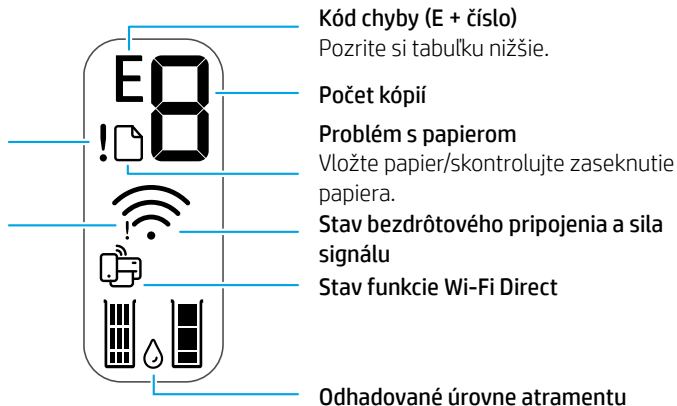 Kód chyby (E + číslo)
Pozrite si tabuľku nižšie.
E8
Počet kópií
Problém s papierom
Vložte papier/skontrolujte zaseknutie
papiera.
Stav bezdrôtového pripojenia a sila
signálu
Stav funkcie Wi-Fi Direct
Odhadované úrovne atramentu